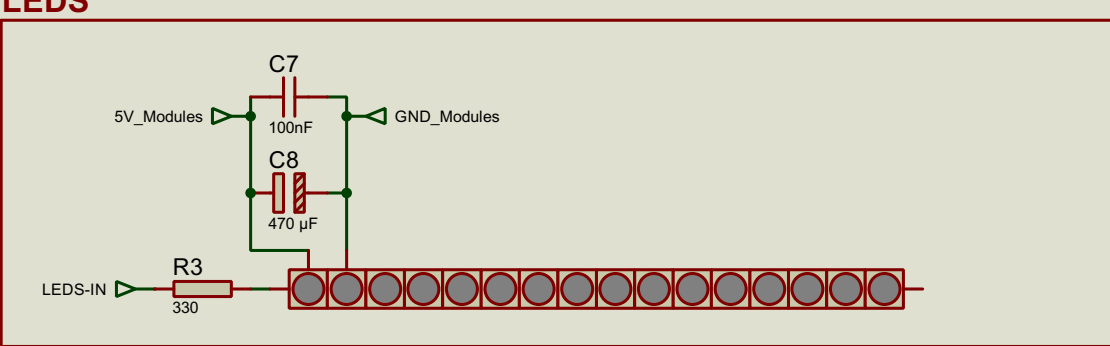 LEDS
C7
5V_Modules
GND_Modules
100nF
C8
470 µF
R3
LEDS-IN
330